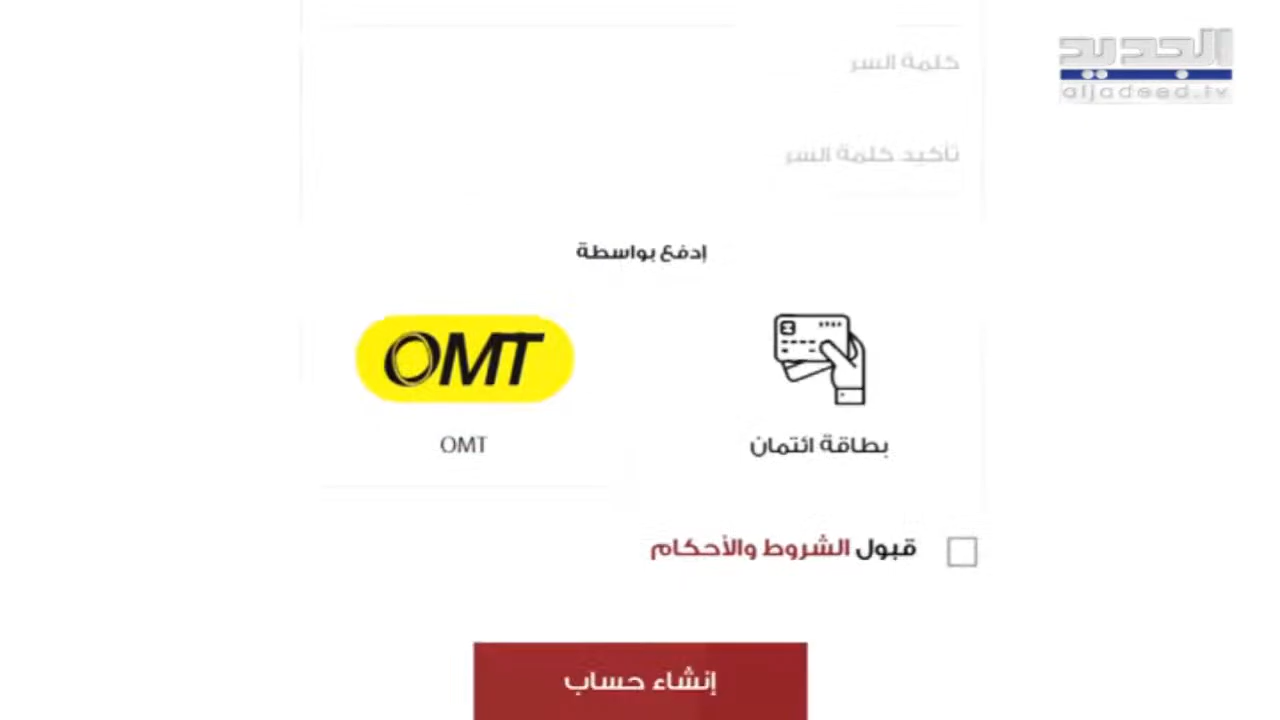 الجديد
aljadeed.tv
كلمة السر
تأكيد كلمة السر
إدفع بواسطة
OMT
بطاقة ائتمان
OMT
قبول الشروط والأحكام
إنشاء حساب